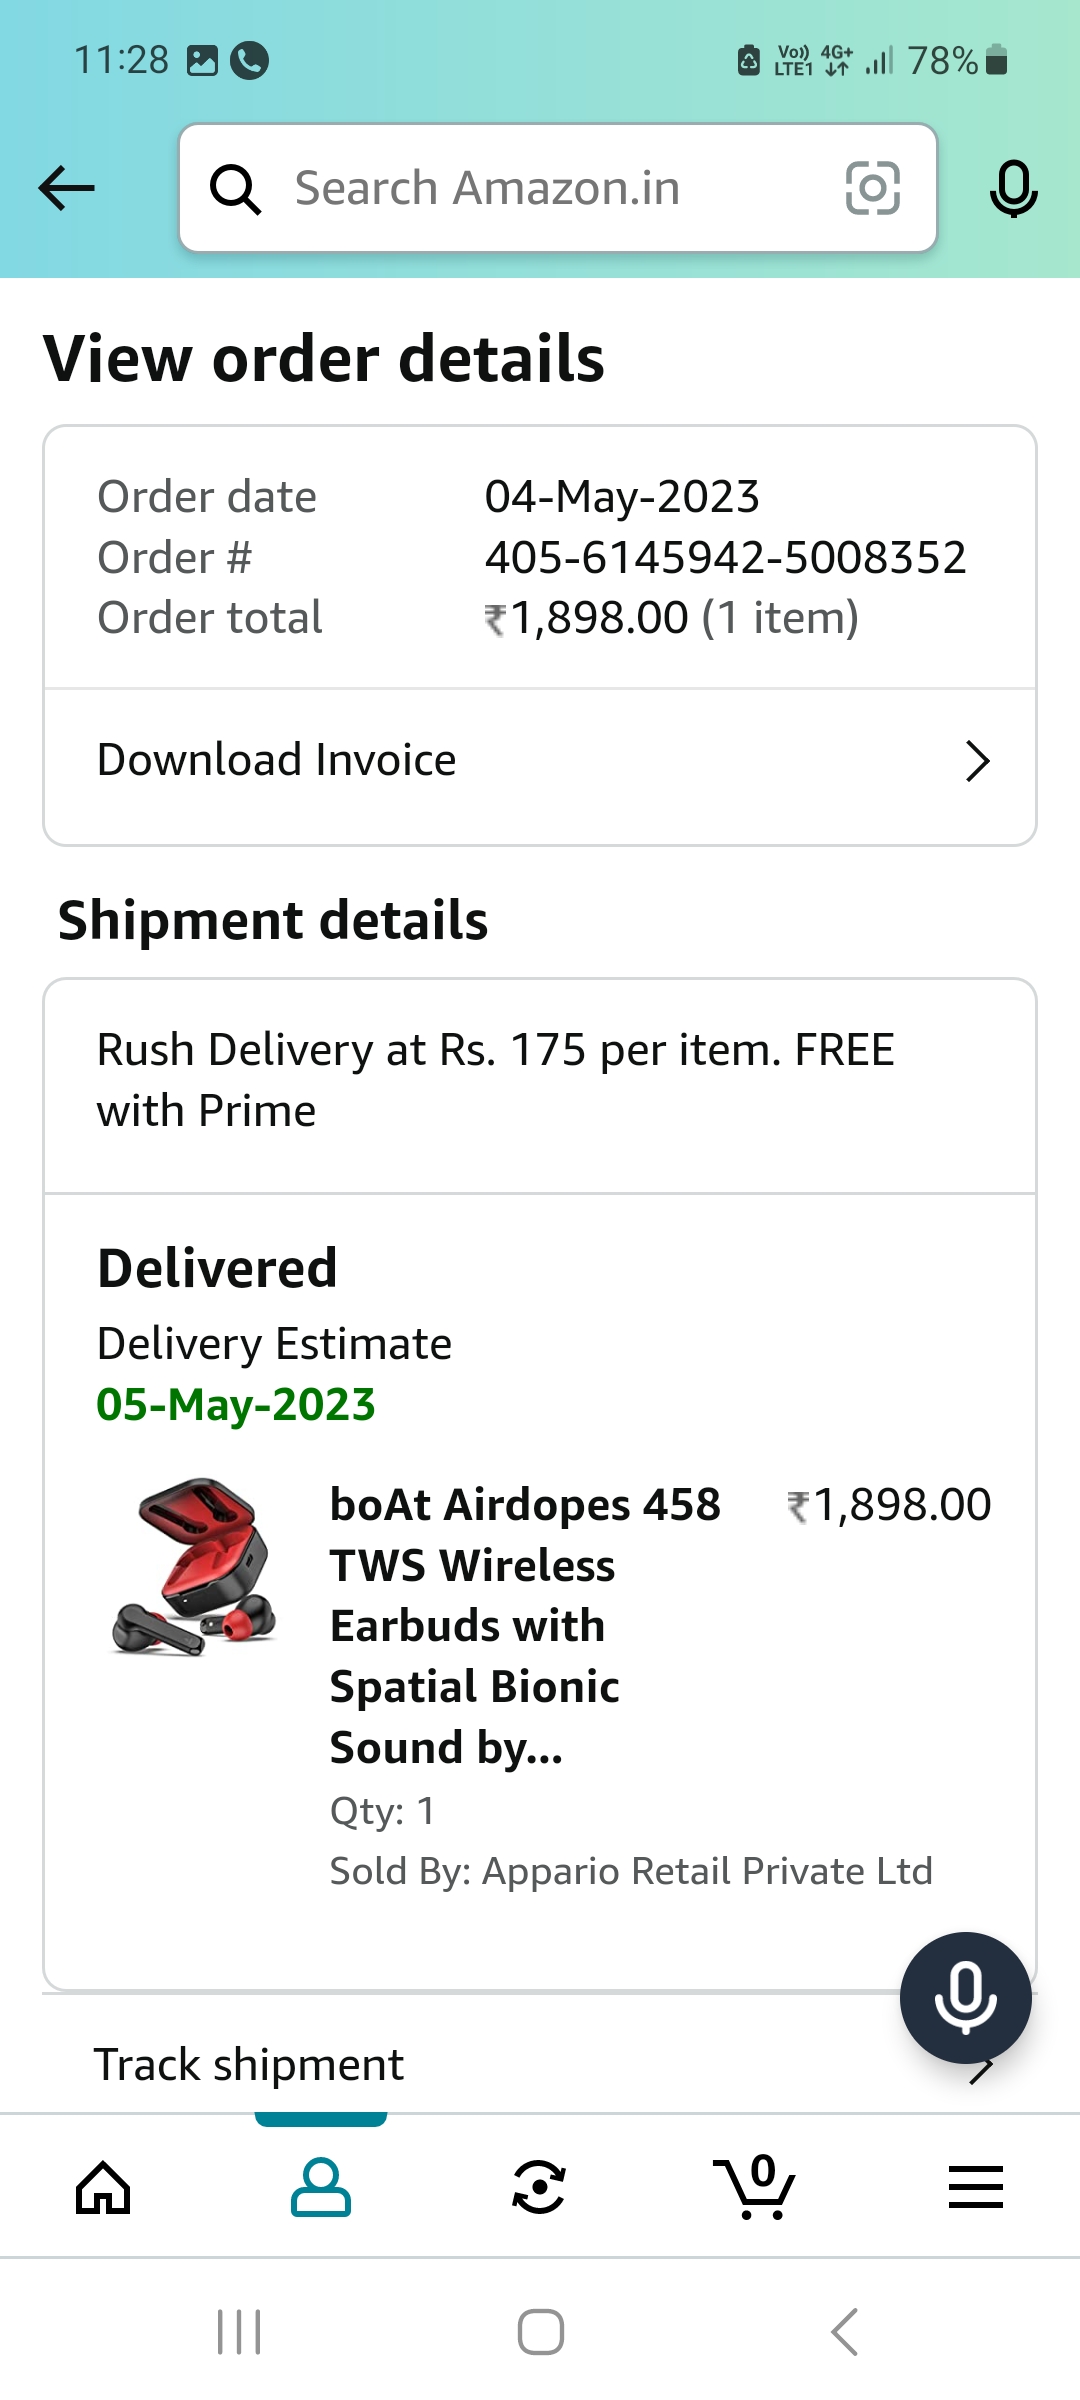 11:28
Vo)) LTE1 4G+ 78%
Search Amazon.in
View order details
Order date 04-May-2023
Order # 405-6145942-5008352
Order total ₹1,898.00 (1 item)
Download Invoice
Shipment details
Rush Delivery at Rs. 175 per item. FREE
with Prime
Delivered
Delivery Estimate
05-May-2023
boAt Airdopes 458 ₹1,898.00
TWS Wireless
Earbuds with
Spatial Bionic
Sound by...
Qty: 1
Sold By: Appario Retail Private Ltd
Track shipment
0